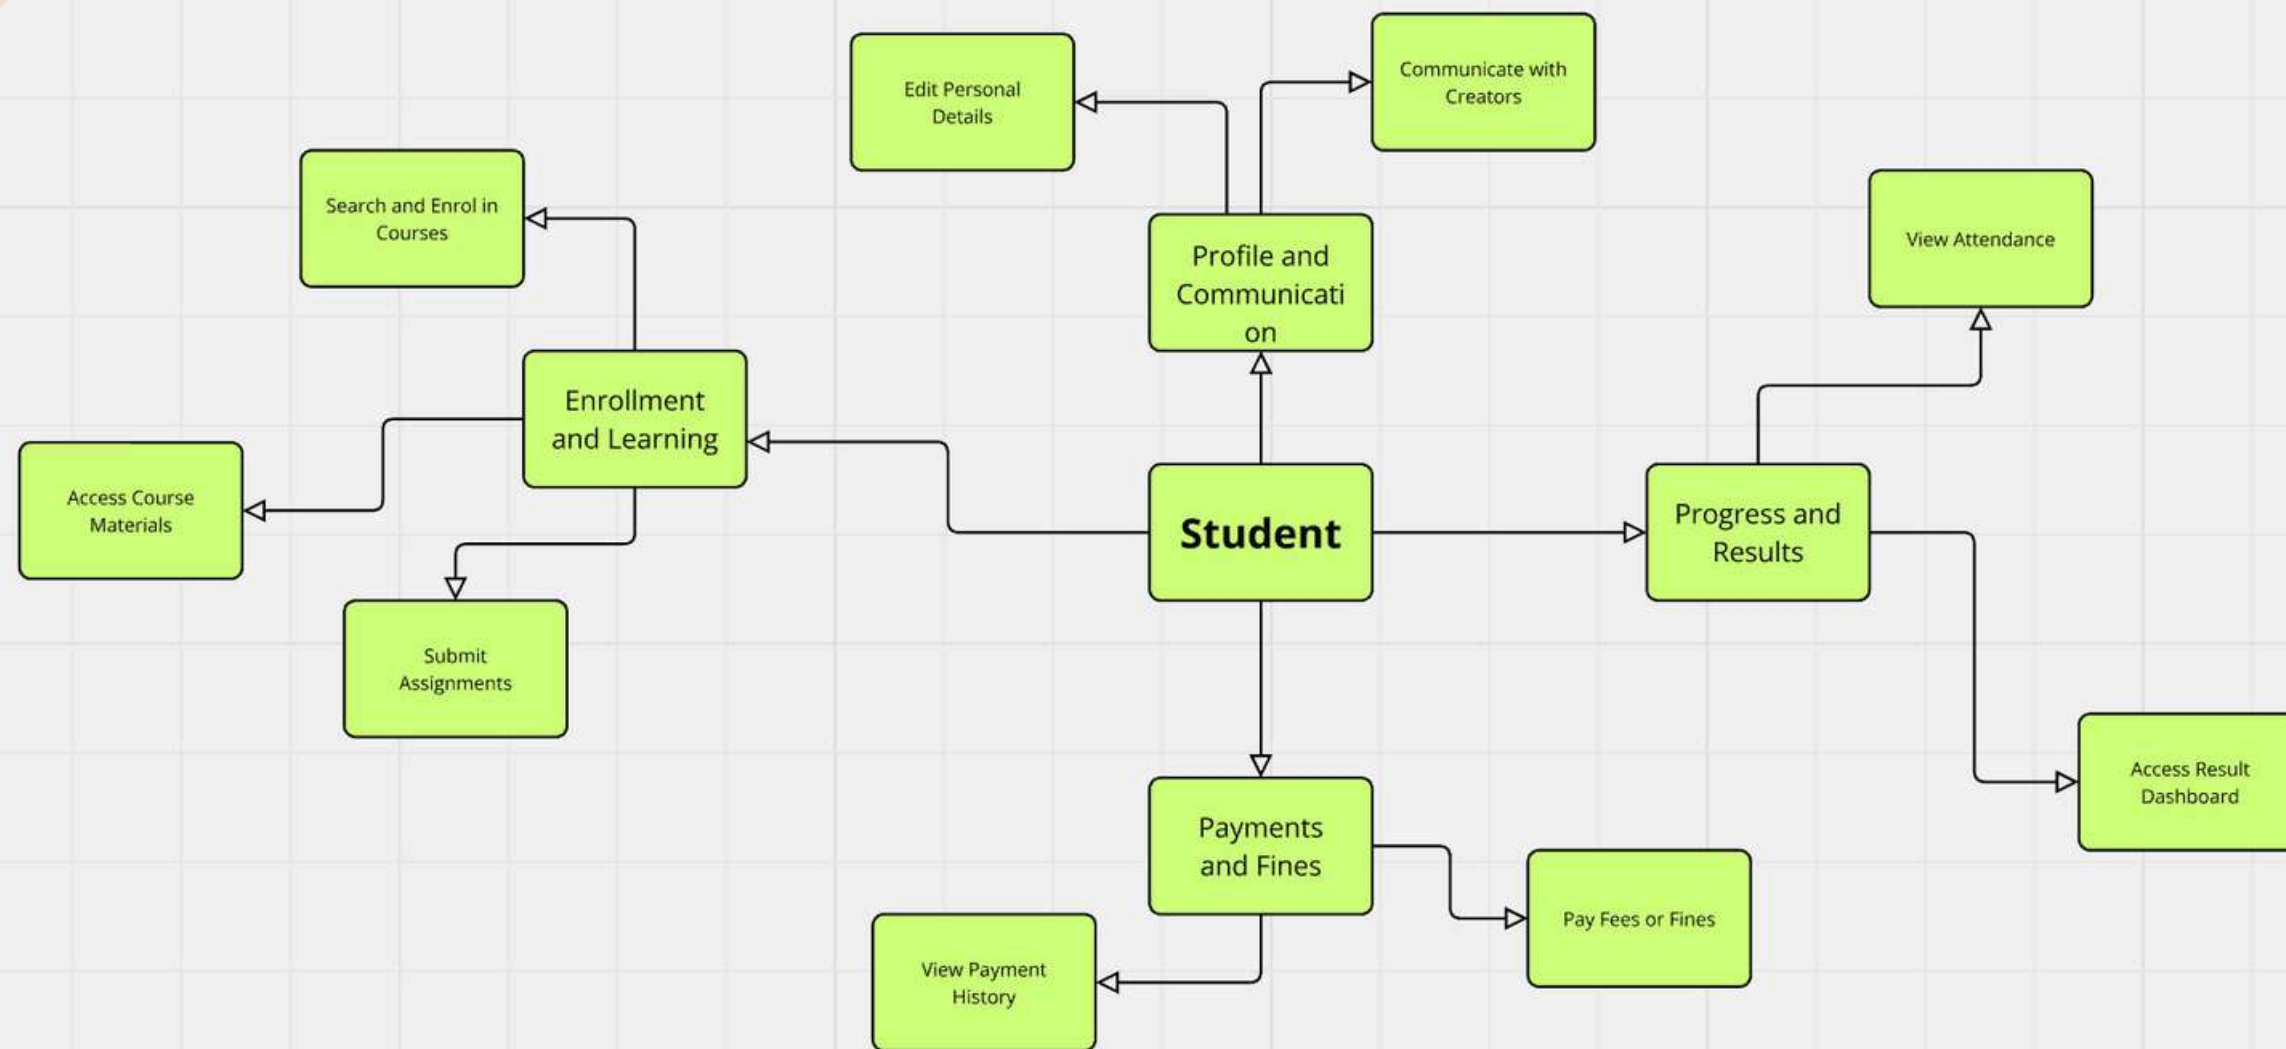 Communicate with
Creators
Edit Personal
Details
Search and Enrol in
Courses
View Attendance
Profile and
Communicati
on
Enrollment
and Learning
Access Course
Materials
Student
Progress and
Results
Submit
Assignments
Access Result
Dashboard
Payments
and Fines
Pay Fees or Fines
View Payment
History